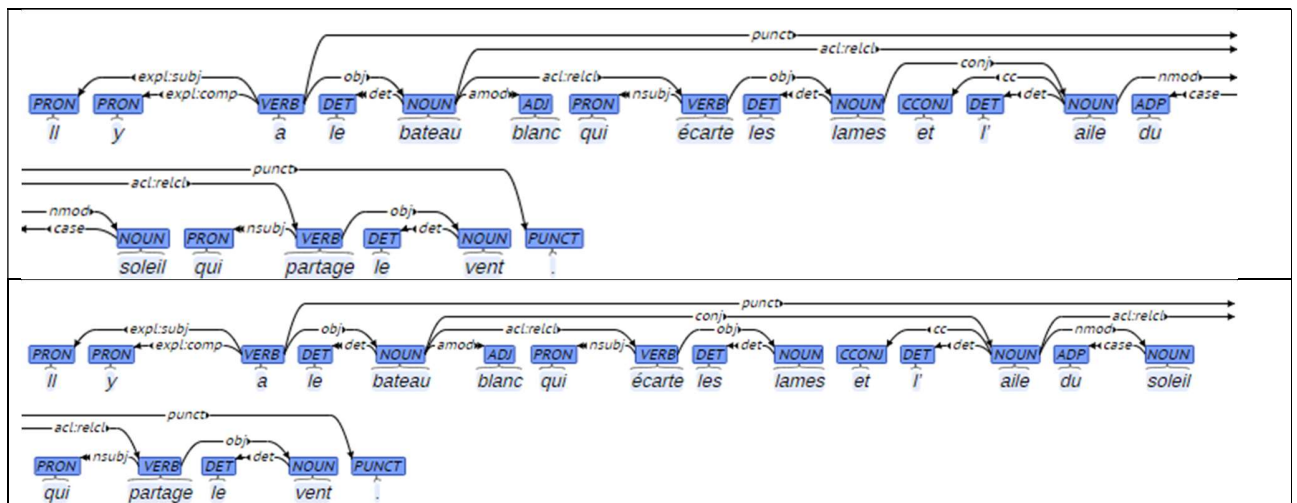 punct
acl:relcl
conj
expl:subj obj acl:relcl obj cc nmod
expl:comp det amod nsubj det det case
PRON PRON VERB DET NOUN ADJ PRON VERB DET NOUN CCONJ DET NOUN ADP
Il y a le bateau blanc qui écarte les lames et l' aile du
punct
acl:relcl
nmod obj
case nsubj det
NOUN PRON VERB DET NOUN PUNCT
soleil qui partage le vent .
punct
conj acl:relcl
expl:subj obj acl:relcl obj cc nmod
expl:comp det amod nsubj det det case
PRON PRON VERB DET NOUN ADJ PRON VERB DET NOUN CCONJ DET NOUN ADP NOUN
Il y a le bateau blanc qui écarte les lames et l' aile du soleil
punct
acl:relcl
obj
nsubj det
PRON VERB DET NOUN PUNCT
qui partage le vent .